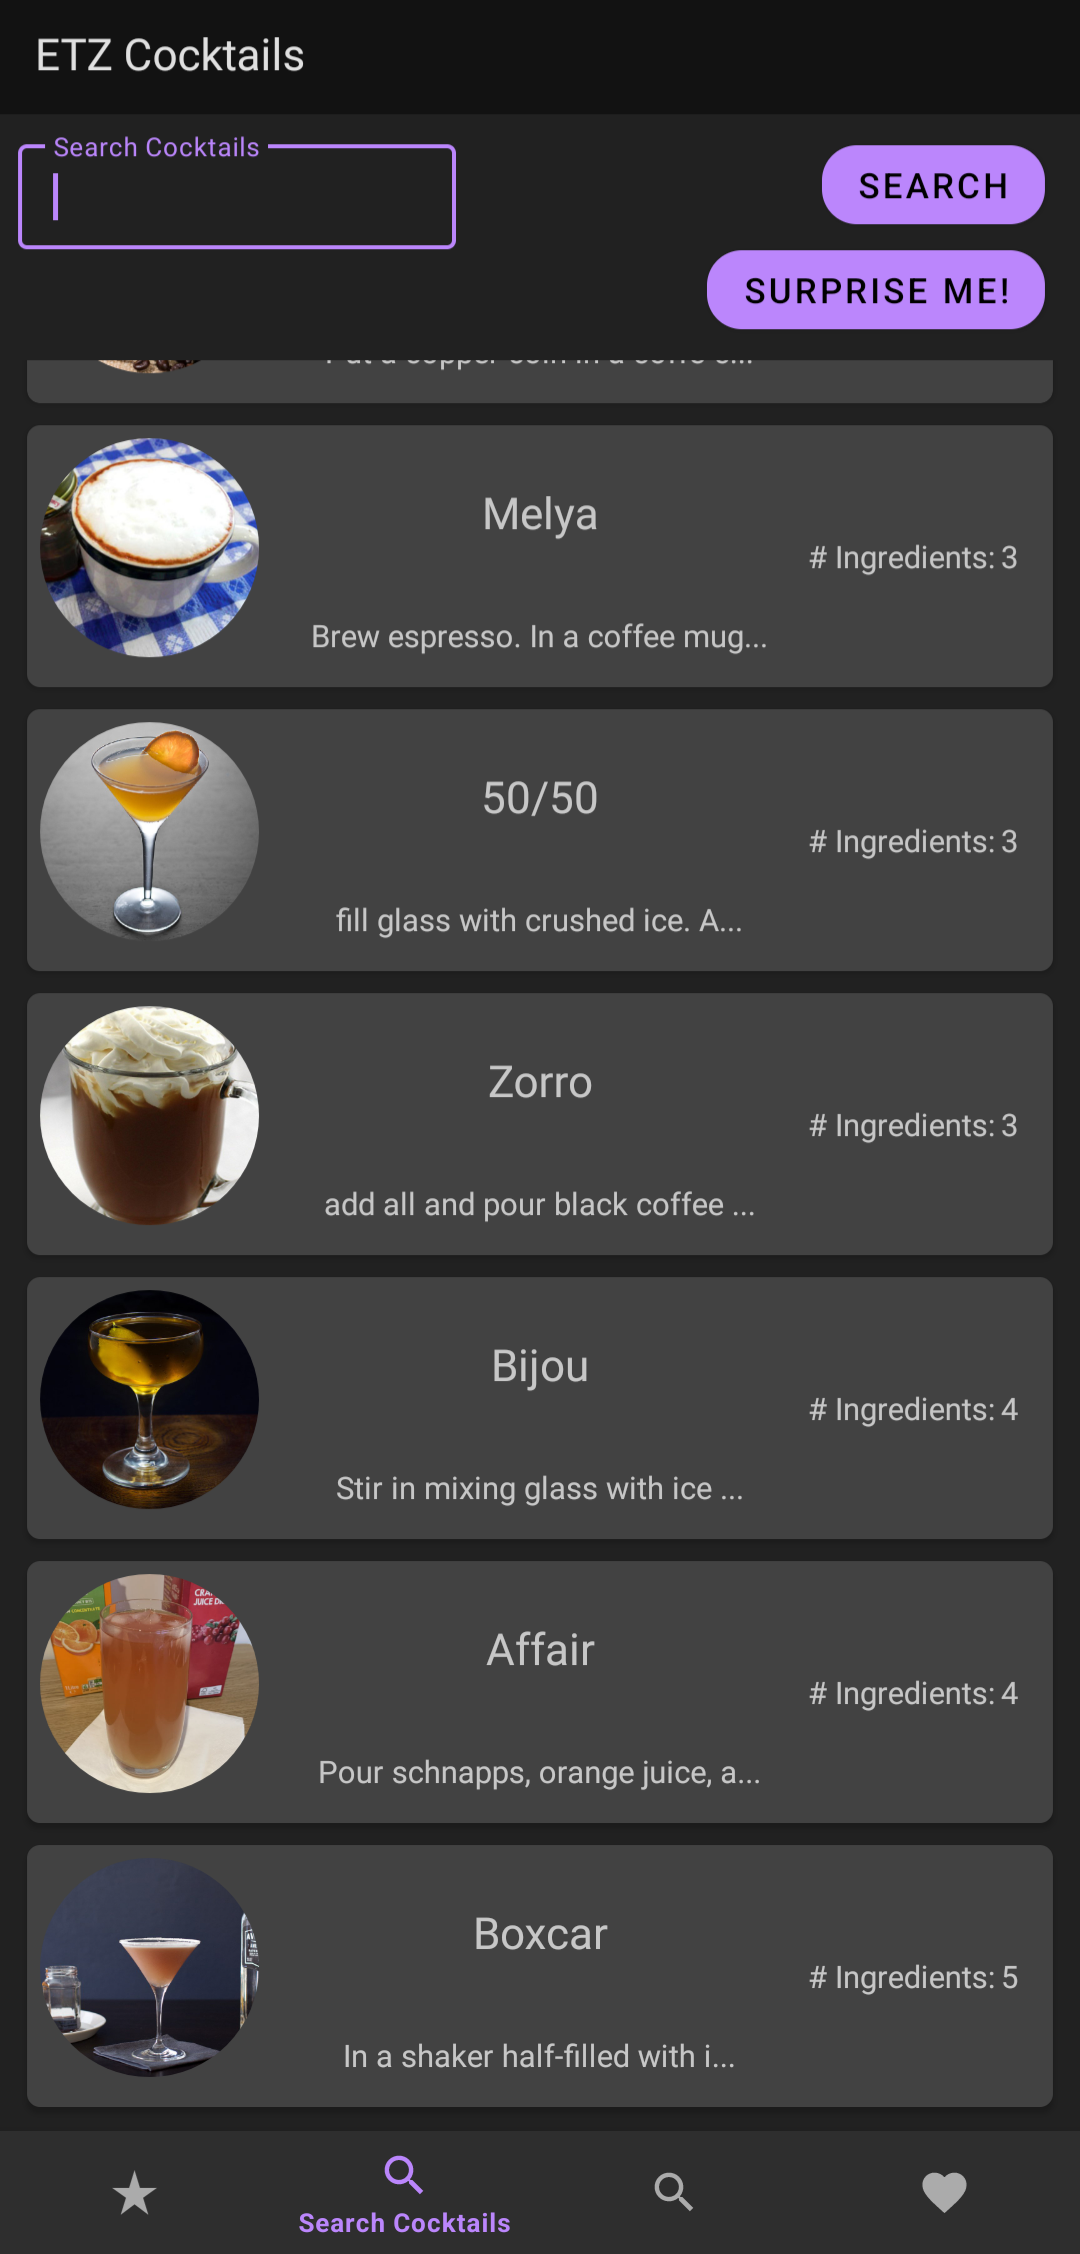 ETZ Cocktails
Search Cocktails
SEARCH
SURPRISE ME!
Melya
# Ingredients: 3
Brew espresso. In a coffee mug...
50/50
# Ingredients: 3
fill glass with crushed ice. A...
Zorro
# Ingredients: 3
add all and pour black coffee ...
Bijou
# Ingredients: 4
Stir in mixing glass with ice ...
Affair
# Ingredients: 4
Pour schnapps, orange juice, a...
Boxcar
# Ingredients: 5
In a shaker half-filled with i...
Search Cocktails